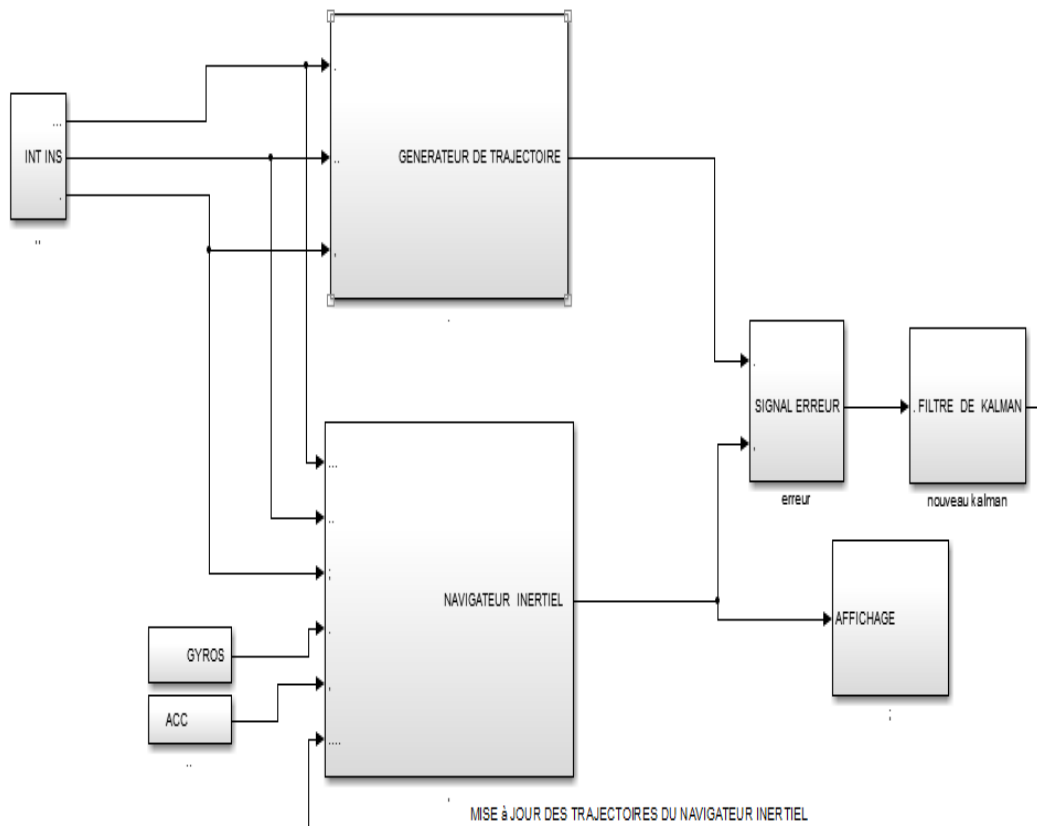 GENERATEUR DE TRAJECTOIRE
INT INS
SIGNAL ERREUR
. FILTRE DE KALMAN
erreur
nouveau kalman
NAVIGATEUR INERTIEL
AFFICHAGE
GYROS
ACC
MISE à JOUR DES TRAJECTOIRES DU NAVIGATEUR INERTIEL